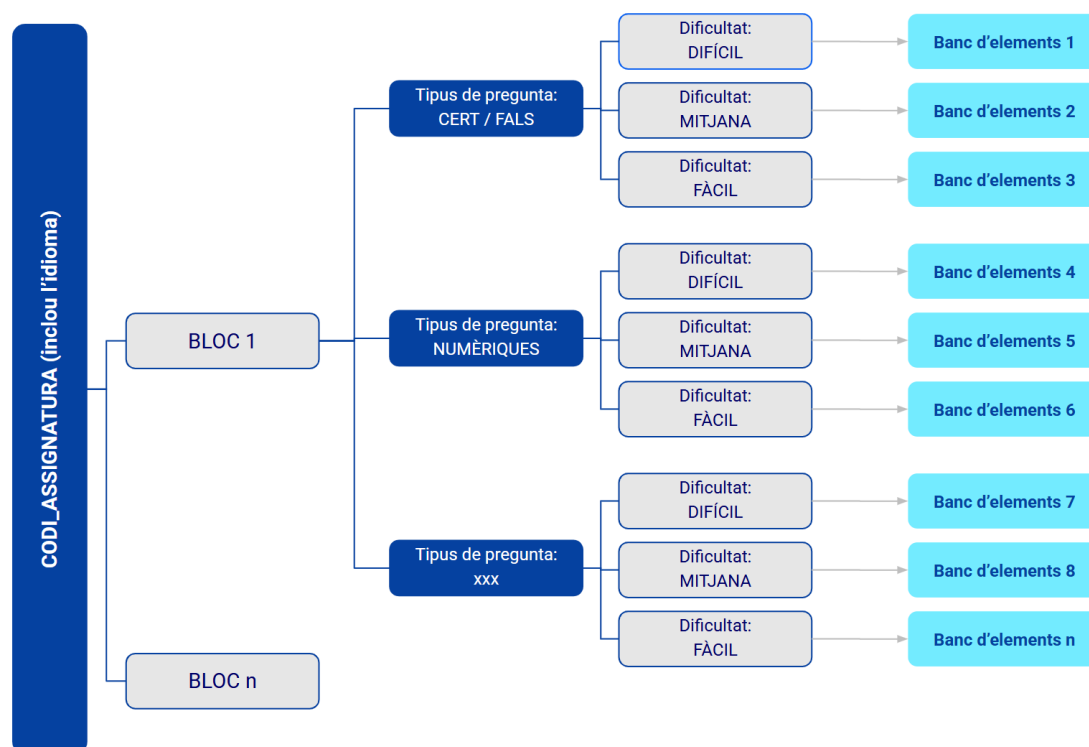 CODI_ASSIGNATURA (inclou l'idioma)
BLOC 1
BLOC n
Tipus de pregunta:
CERT / FALS
Dificultat:
DIFÍCIL
Banc d'elements 1
Dificultat:
MITJANA
Banc d'elements 2
Dificultat:
FÀCIL
Banc d'elements 3
Tipus de pregunta:
NUMÈRIQUES
Dificultat:
DIFÍCIL
Banc d'elements 4
Dificultat:
MITJANA
Banc d'elements 5
Dificultat:
FÀCIL
Banc d'elements 6
Tipus de pregunta:
xxx
Dificultat:
DIFÍCIL
Banc d'elements 7
Dificultat:
MITJANA
Banc d'elements 8
Dificultat:
FÀCIL
Banc d'elements n